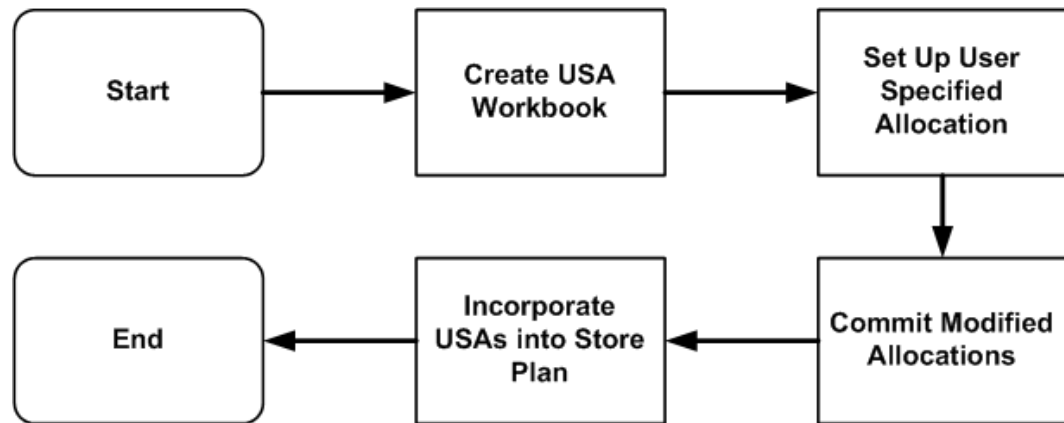 Start
Create USA
Workbook
Set Up User
Specified
Allocation
Commit Modified
Allocations
Incorporate
USAs into Store
Plan
End